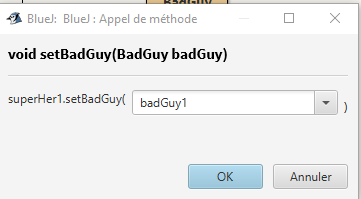 BlueJ: BlueJ : Appel de méthode
void setBadGuy(BadGuy badGuy)
superHer1.setBadGuy( badGuy1 )
OK Annuler